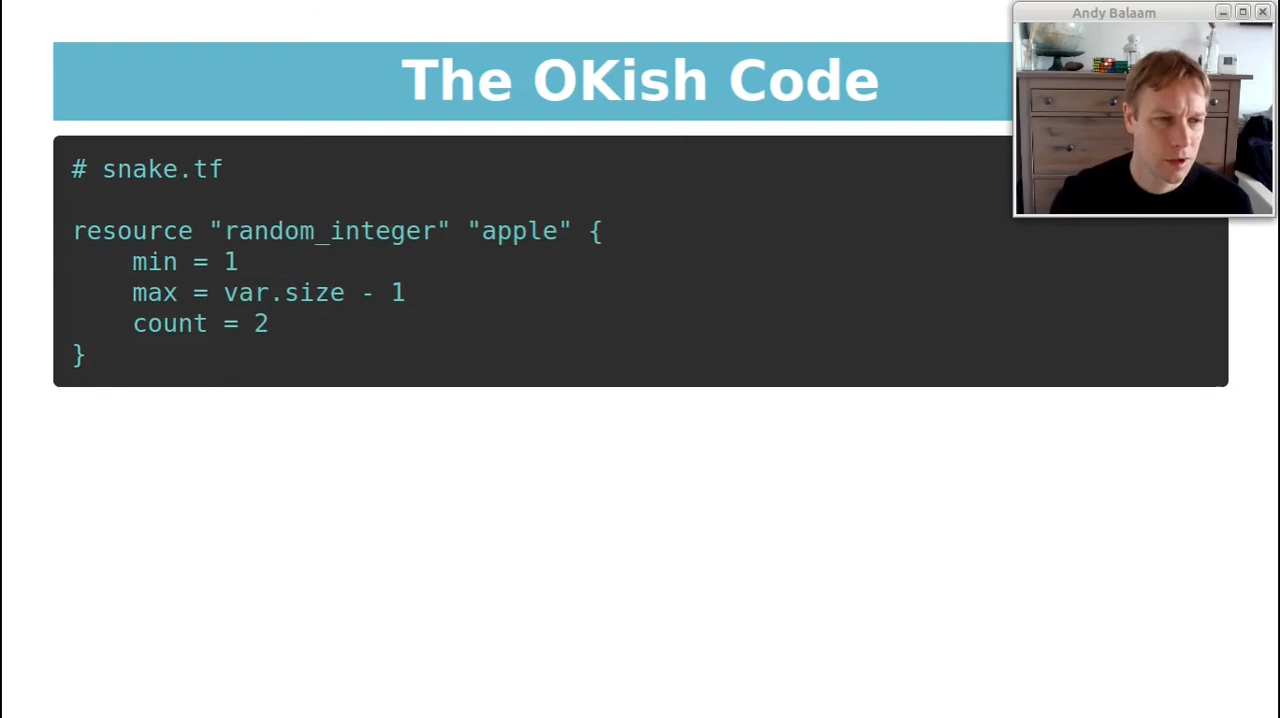 Andy Balaam
The OKish Code
# snake.tf
resource "random_integer" "apple" {
min = 1
max = var.size - 1
count = 2
}